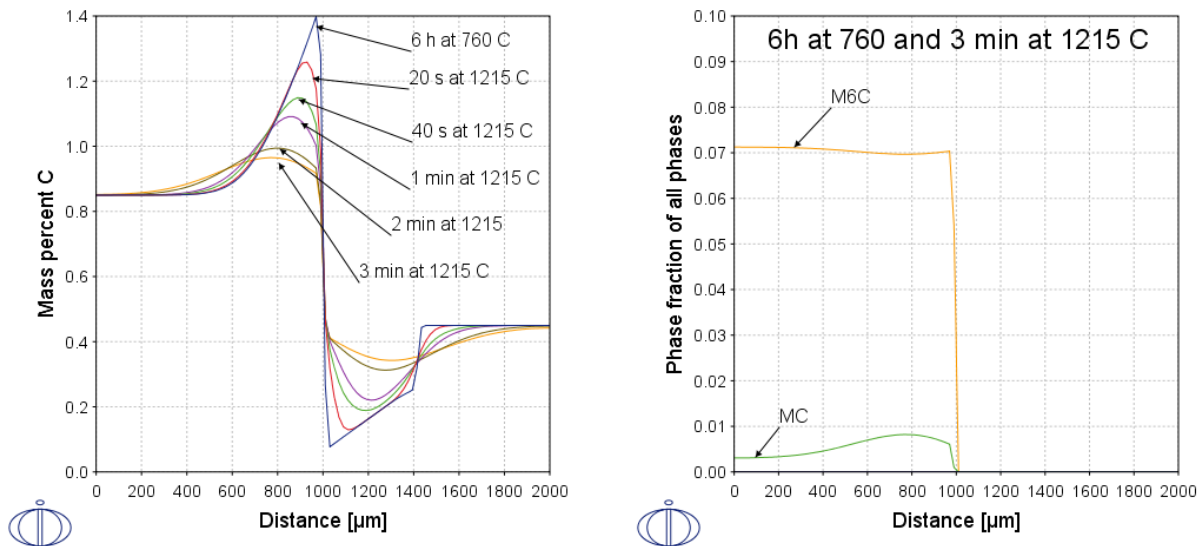 1.4
1.2
1.0
0.8
0.6
0.4
0.2
0.0
Mass percent C
0 200 400 600 800 1000 1200 1400 1600 1800 2000
Distance [µm]
6 h at 760 C
20 s at 1215 C
40 s at 1215 C
1 min at 1215 C
2 min at 1215
3 min at 1215 C
0.10
0.09
0.08
0.07
0.06
0.05
0.04
0.03
0.02
0.01
0.00
Phase fraction of all phases
0 200 400 600 800 1000 1200 1400 1600 1800 2000
Distance [µm]
6h at 760 and 3 min at 1215 C
M6C
MC